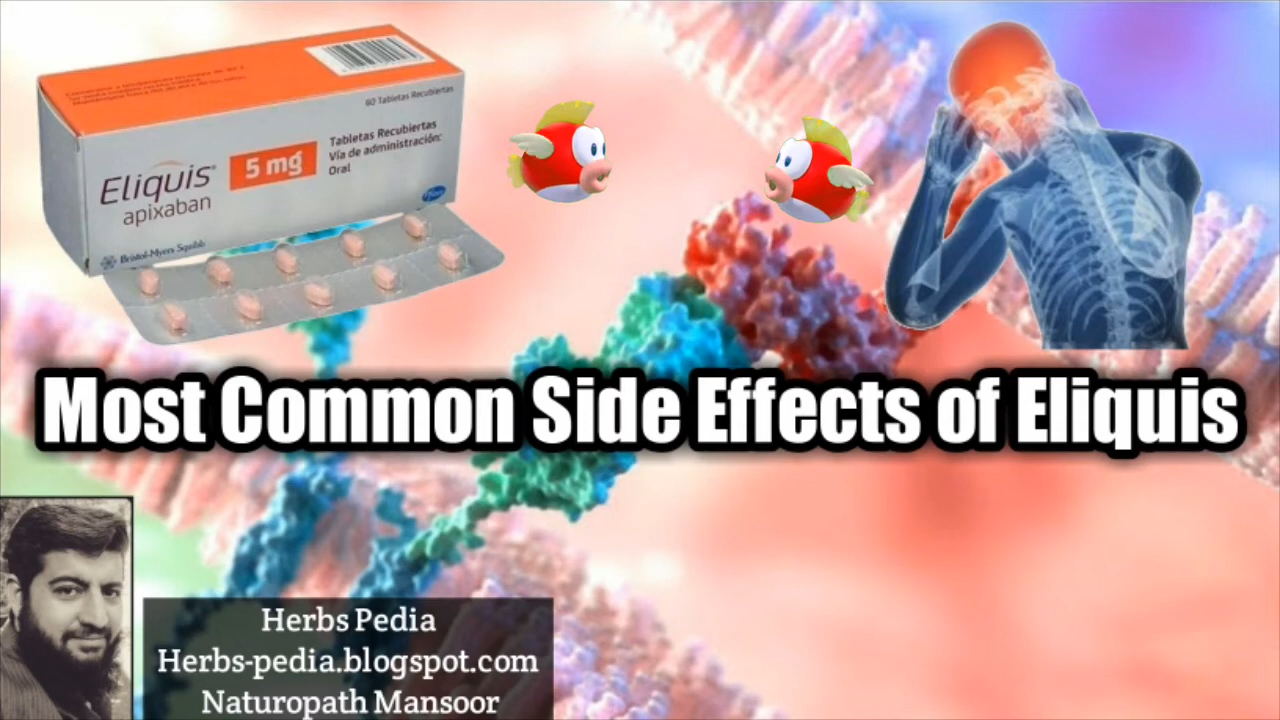 60 Tabletas Recubiertas
Eliquis®
apixaban
5 mg
Tabletas Recubiertas
Vía de administración:
Oral
Pfizer
Bristol-Myers Squibb
Most Common Side Effects of Eliquis
Herbs Pedia
Herbs-pedia.blogspot.com
Naturopath Mansoor